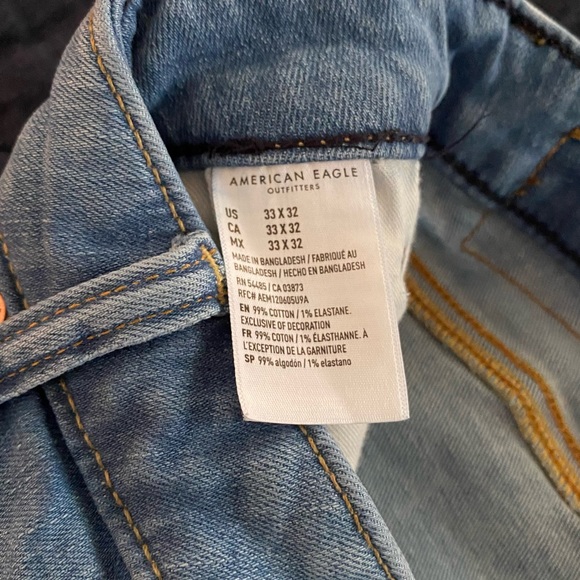 AMERICAN EAGLE
OUTFITTERS
US 33 X 32
CA 33 X 32
MX 33 X 32
MADE IN BANGLADESH / FABRIQUÉ AU
BANGLADESH / HECHO EN BANGLADESH
RN 54485 / CA 03873
RFC# AEM120605U9A
EN 99% COTTON / 1% ELASTANE.
EXCLUSIVE OF DECORATION
FR 99% COTON / 1% ÉLASTHANNE. À
L'EXCEPTION DE LA GARNITURE
SP 99% algodón / 1% elastano